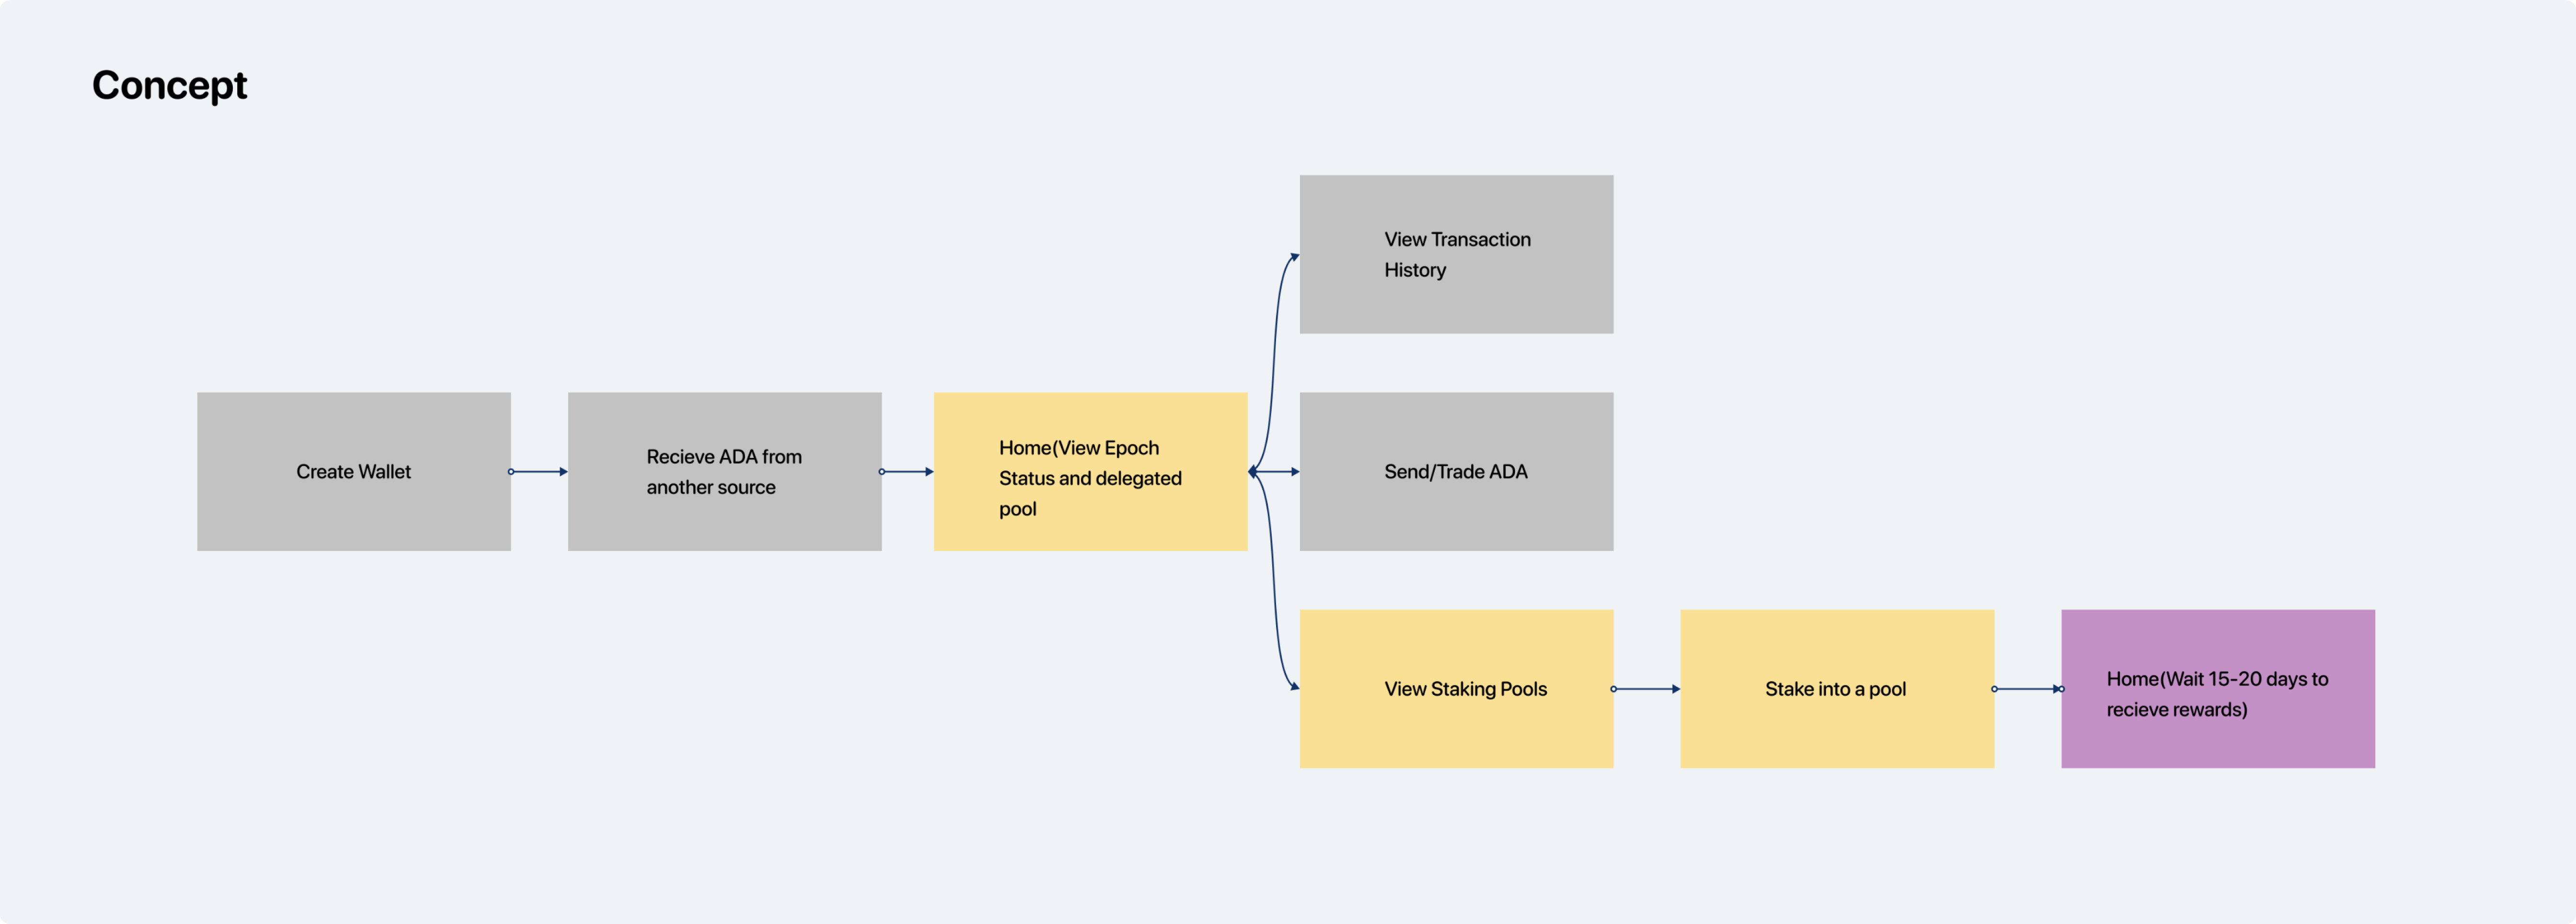 Concept
View Transaction
History
Create Wallet
Recieve ADA from
another source
Home(View Epoch
Status and delegated
pool
Send/Trade ADA
View Staking Pools
Stake into a pool
Home(Wait 15-20 days to
recieve rewards)